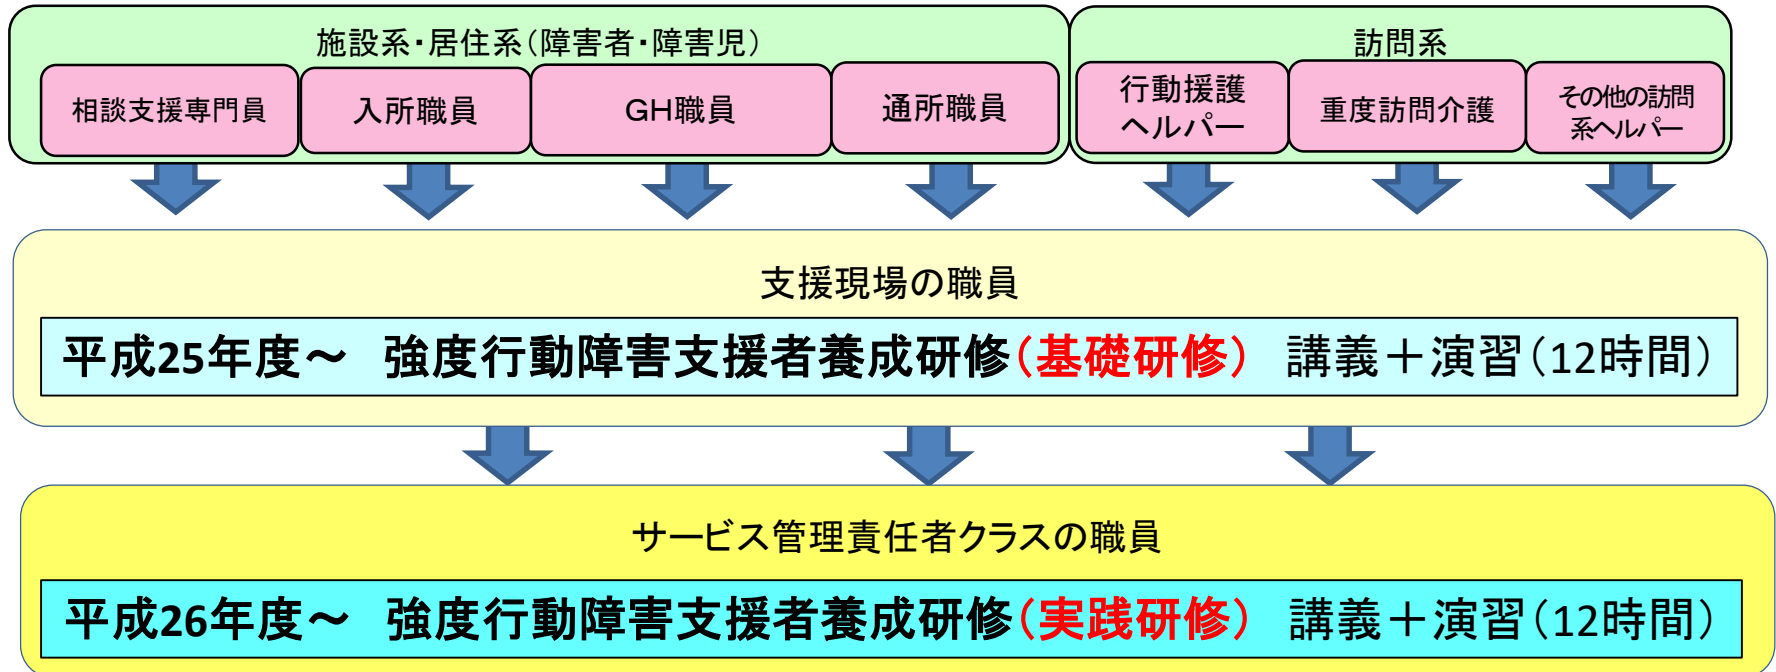 施設系・居住系(障害者・障害児)
訪問系
相談支援専門員
入所職員
GH職員
通所職員
行動援護
ヘルパー
重度訪問介護
その他の訪問
系ヘルパー
支援現場の職員
平成25年度～　強度行動障害支援者養成研修(基礎研修)　講義＋演習(12時間)
サービス管理責任者クラスの職員
平成26年度～　強度行動障害支援者養成研修(実践研修)　講義＋演習(12時間)